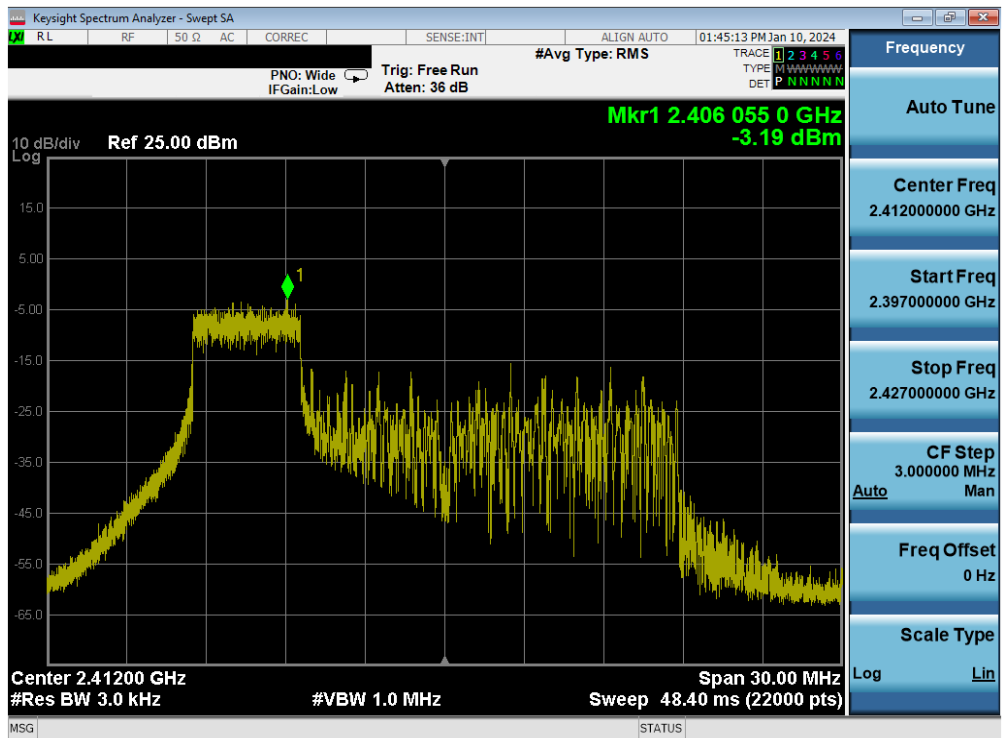 Keysight Spectrum Analyzer - Swept SA
LXI RL RF 50 Ω AC CORREC SENSE:INT ALIGN AUTO 01:45:13 PM Jan 10, 2024
#Avg Type: RMS TRACE 1 2 3 4 5 6
PNO: Wide Trig: Free Run TYPE M W W W W W
IFGain:Low Atten: 36 dB DET P N N N N N
Mkr1 2.406 055 0 GHz
-3.19 dBm
10 dB/div Ref 25.00 dBm
Log
15.0
5.00
1
-5.00
-15.0
-25.0
-35.0
-45.0
-55.0
-65.0
Center 2.41200 GHz Span 30.00 MHz
#Res BW 3.0 kHz #VBW 1.0 MHz Sweep 48.40 ms (22000 pts)
MSG STATUS
Frequency
Auto Tune
Center Freq
2.412000000 GHz
Start Freq
2.397000000 GHz
Stop Freq
2.427000000 GHz
CF Step
3.000000 MHz
Auto Man
Freq Offset
0 Hz
Scale Type
Log Lin